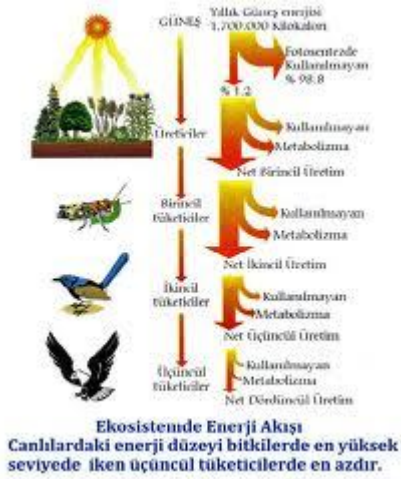 GÜNEŞ
Yıllık Güneş enerjisi
1.700.000 Kilokalori
Fotosentezde
Kullanılmayan
% 98.8
% 1.2
Üreticiler
Kullanılmayan
Metabolizma
Net Birincil Üretim
Birincil
tüketiciler
Kullanılmayan
Metabolizma
Net İkincil Üretim
İkincil
tüketiciler
Kullanılmayan
Metabolizma
Net Üçüncül Üretim
Üçüncül
tüketiciler
Kullanılmayan
Metabolizma
Net Dördüncül Üretim
Ekosistemde Enerji Akışı
Canlılardaki enerji düzeyi bitkilerde en yüksek
seviyede iken üçüncül tüketicilerde en azdır.